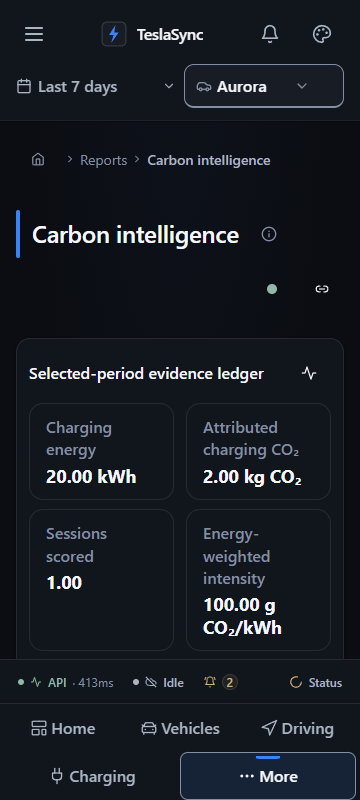 TeslaSync
Last 7 days
Aurora
Reports
Carbon intelligence
Carbon intelligence
Selected-period evidence ledger
Charging
energy
20.00 kWh
Attributed
charging CO₂
2.00 kg CO₂
Sessions
scored
1.00
Energy-
weighted
intensity
100.00 g
CO₂/kWh
API · 413ms
Idle
2
Status
Home
Vehicles
Driving
Charging
More